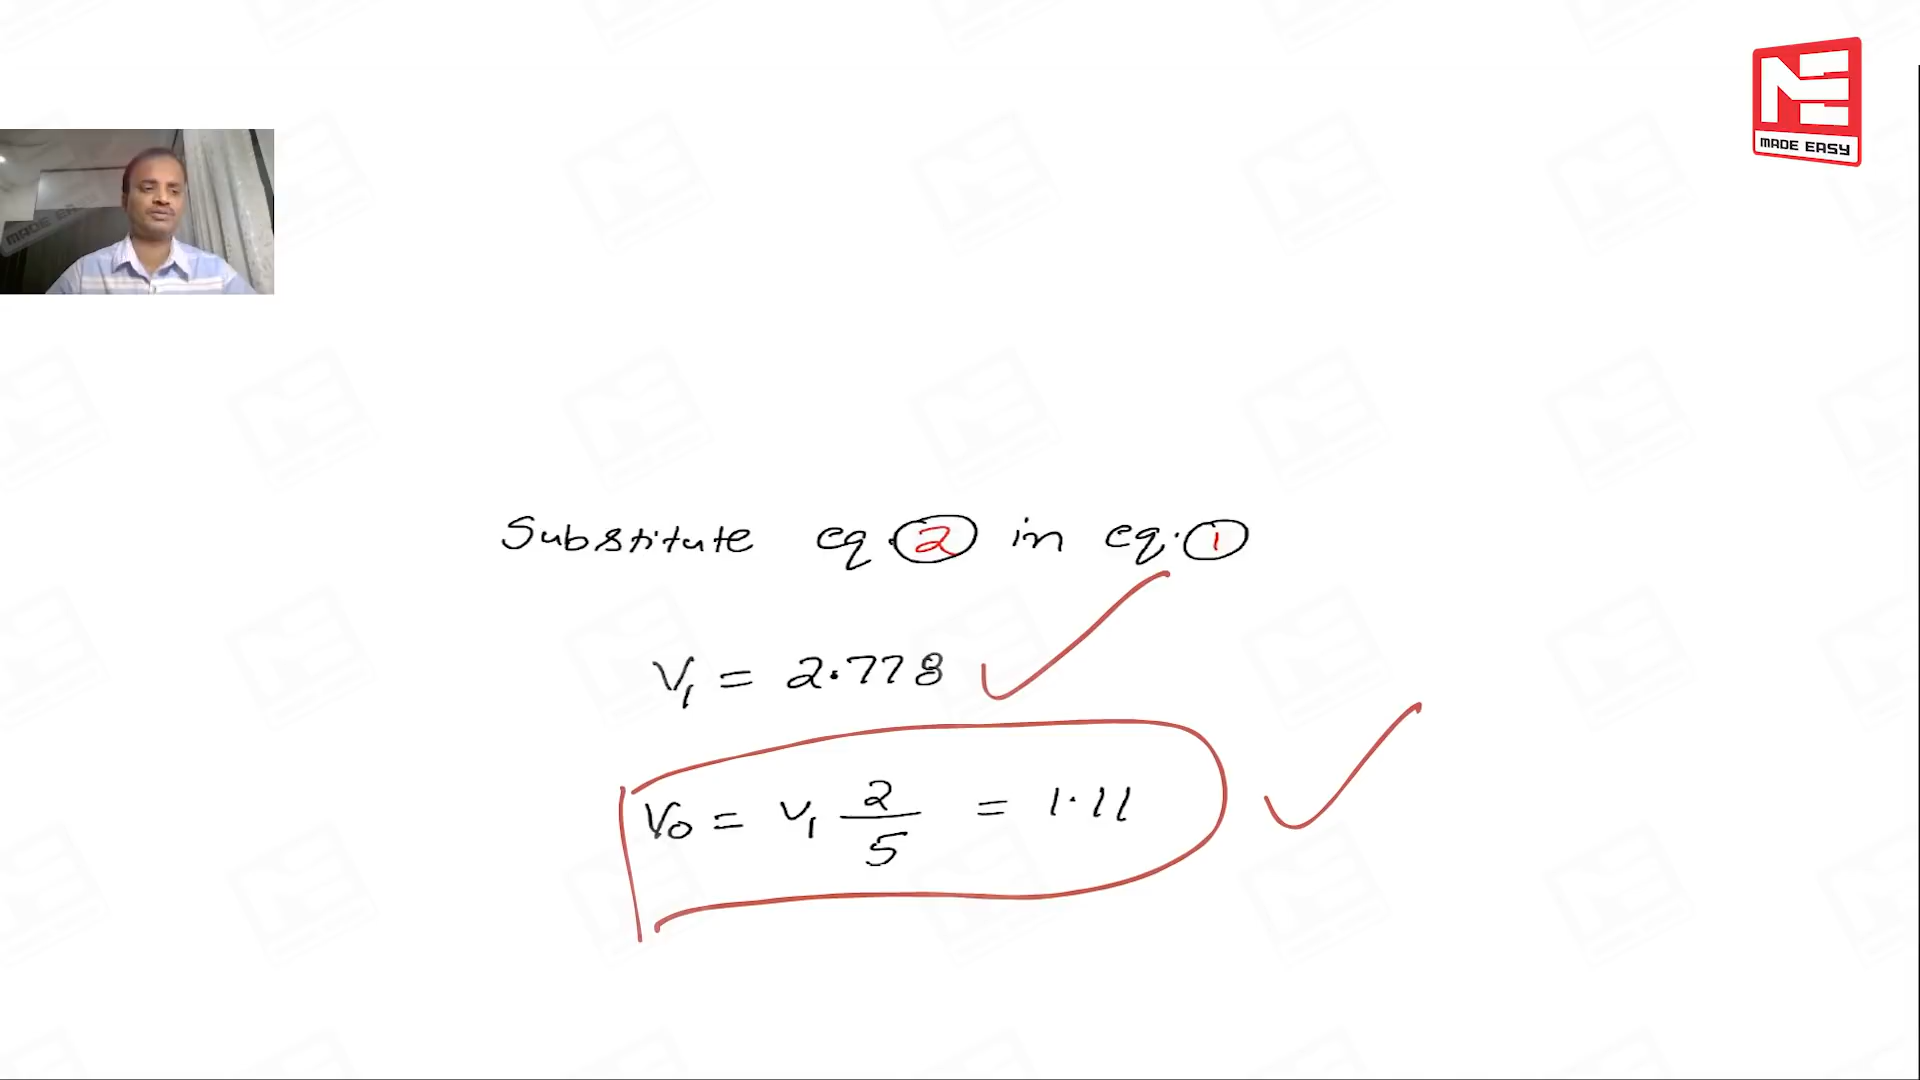 MADE EASY
Substitute eq. 2 in eq. 1
V₁ = 2.778
V₀ = V₁ 2/5 = 1.11